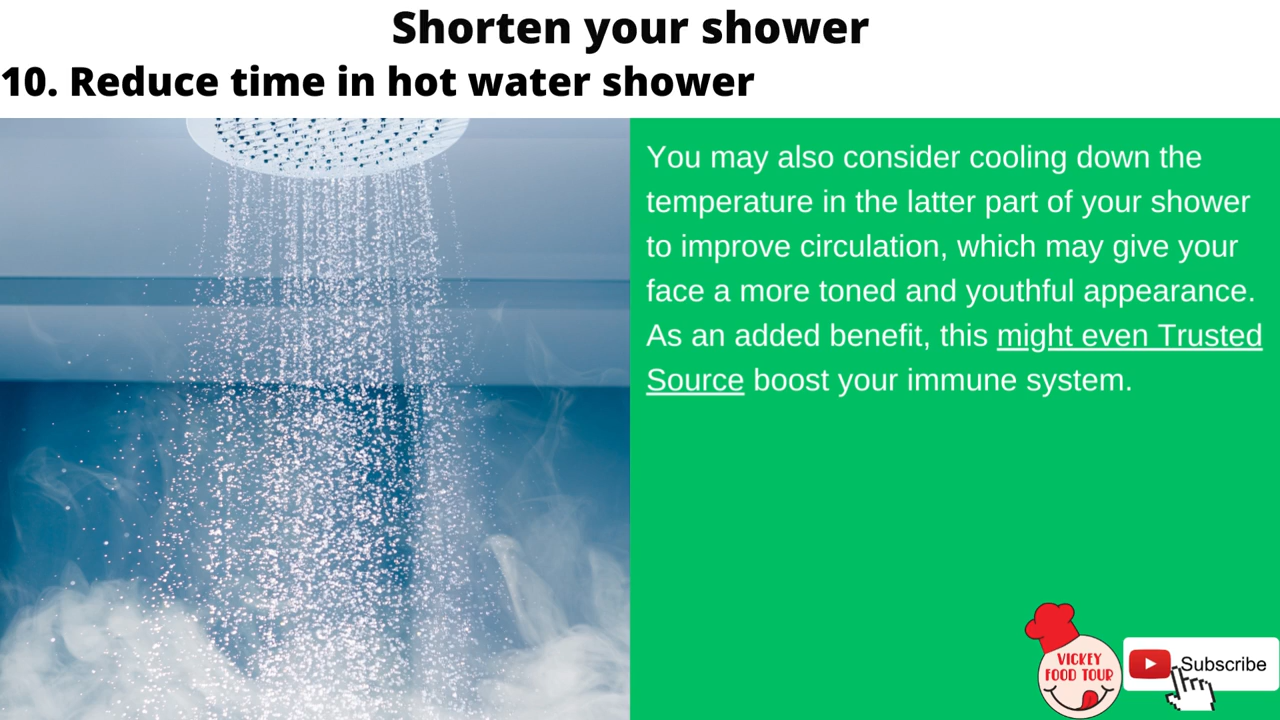 Shorten your shower
10. Reduce time in hot water shower
You may also consider cooling down the
temperature in the latter part of your shower
to improve circulation, which may give your
face a more toned and youthful appearance.
As an added benefit, this might even Trusted
Source boost your immune system.
VICKEY
FOOD TOUR
Subscribe